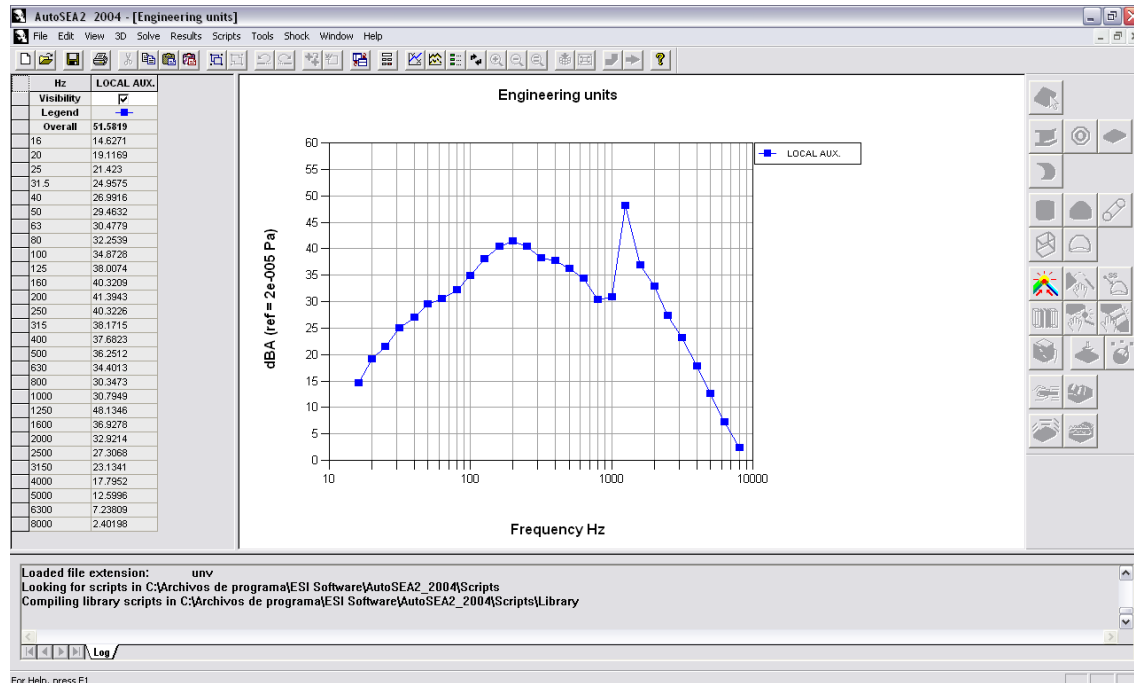 AutoSEA2 2004 - [Engineering units]
File Edit View 3D Solve Results Scripts Tools Shock Window Help
Hz LOCAL AUX.
Visibility
Legend
Overall 51.5819
16 14.6271
20 19.1169
25 21.423
31.5 24.9575
40 26.9916
50 29.4632
63 30.4779
80 32.2539
100 34.8728
125 38.0074
160 40.3209
200 41.3943
250 40.3226
315 38.1715
400 37.6823
500 36.2512
630 34.4013
800 30.3473
1000 30.7949
1250 48.1346
1600 36.9278
2000 32.9214
2500 27.3068
3150 23.1341
4000 17.7952
5000 12.5996
6300 7.23809
8000 2.40198
Engineering units
LOCAL AUX.
dBA (ref = 2e-005 Pa)
60
55
50
45
40
35
30
25
20
15
10
5
0
10 100 1000 10000
Frequency Hz
Loaded file extension: unv
Looking for scripts in C:\Archivos de programa\ESI Software\AutoSEA2_2004\Scripts
Compiling library scripts in C:\Archivos de programa\ESI Software\AutoSEA2_2004\Scripts\Library
Log
For Help, press F1